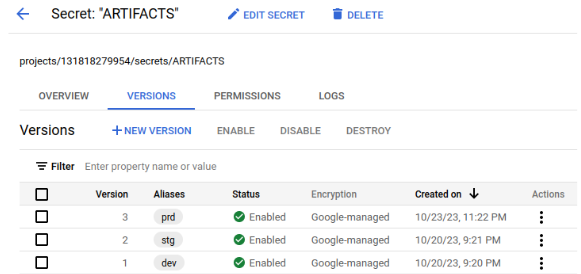 Secret: "ARTIFACTS" EDIT SECRET DELETE
projects/131818279954/secrets/ARTIFACTS
OVERVIEW VERSIONS PERMISSIONS LOGS
Versions + NEW VERSION ENABLE DISABLE DESTROY
Filter Enter property name or value
Version Aliases Status Encryption Created on Actions
3 prd Enabled Google-managed 10/23/23, 11:22 PM
2 stg Enabled Google-managed 10/20/23, 9:21 PM
1 dev Enabled Google-managed 10/20/23, 9:20 PM